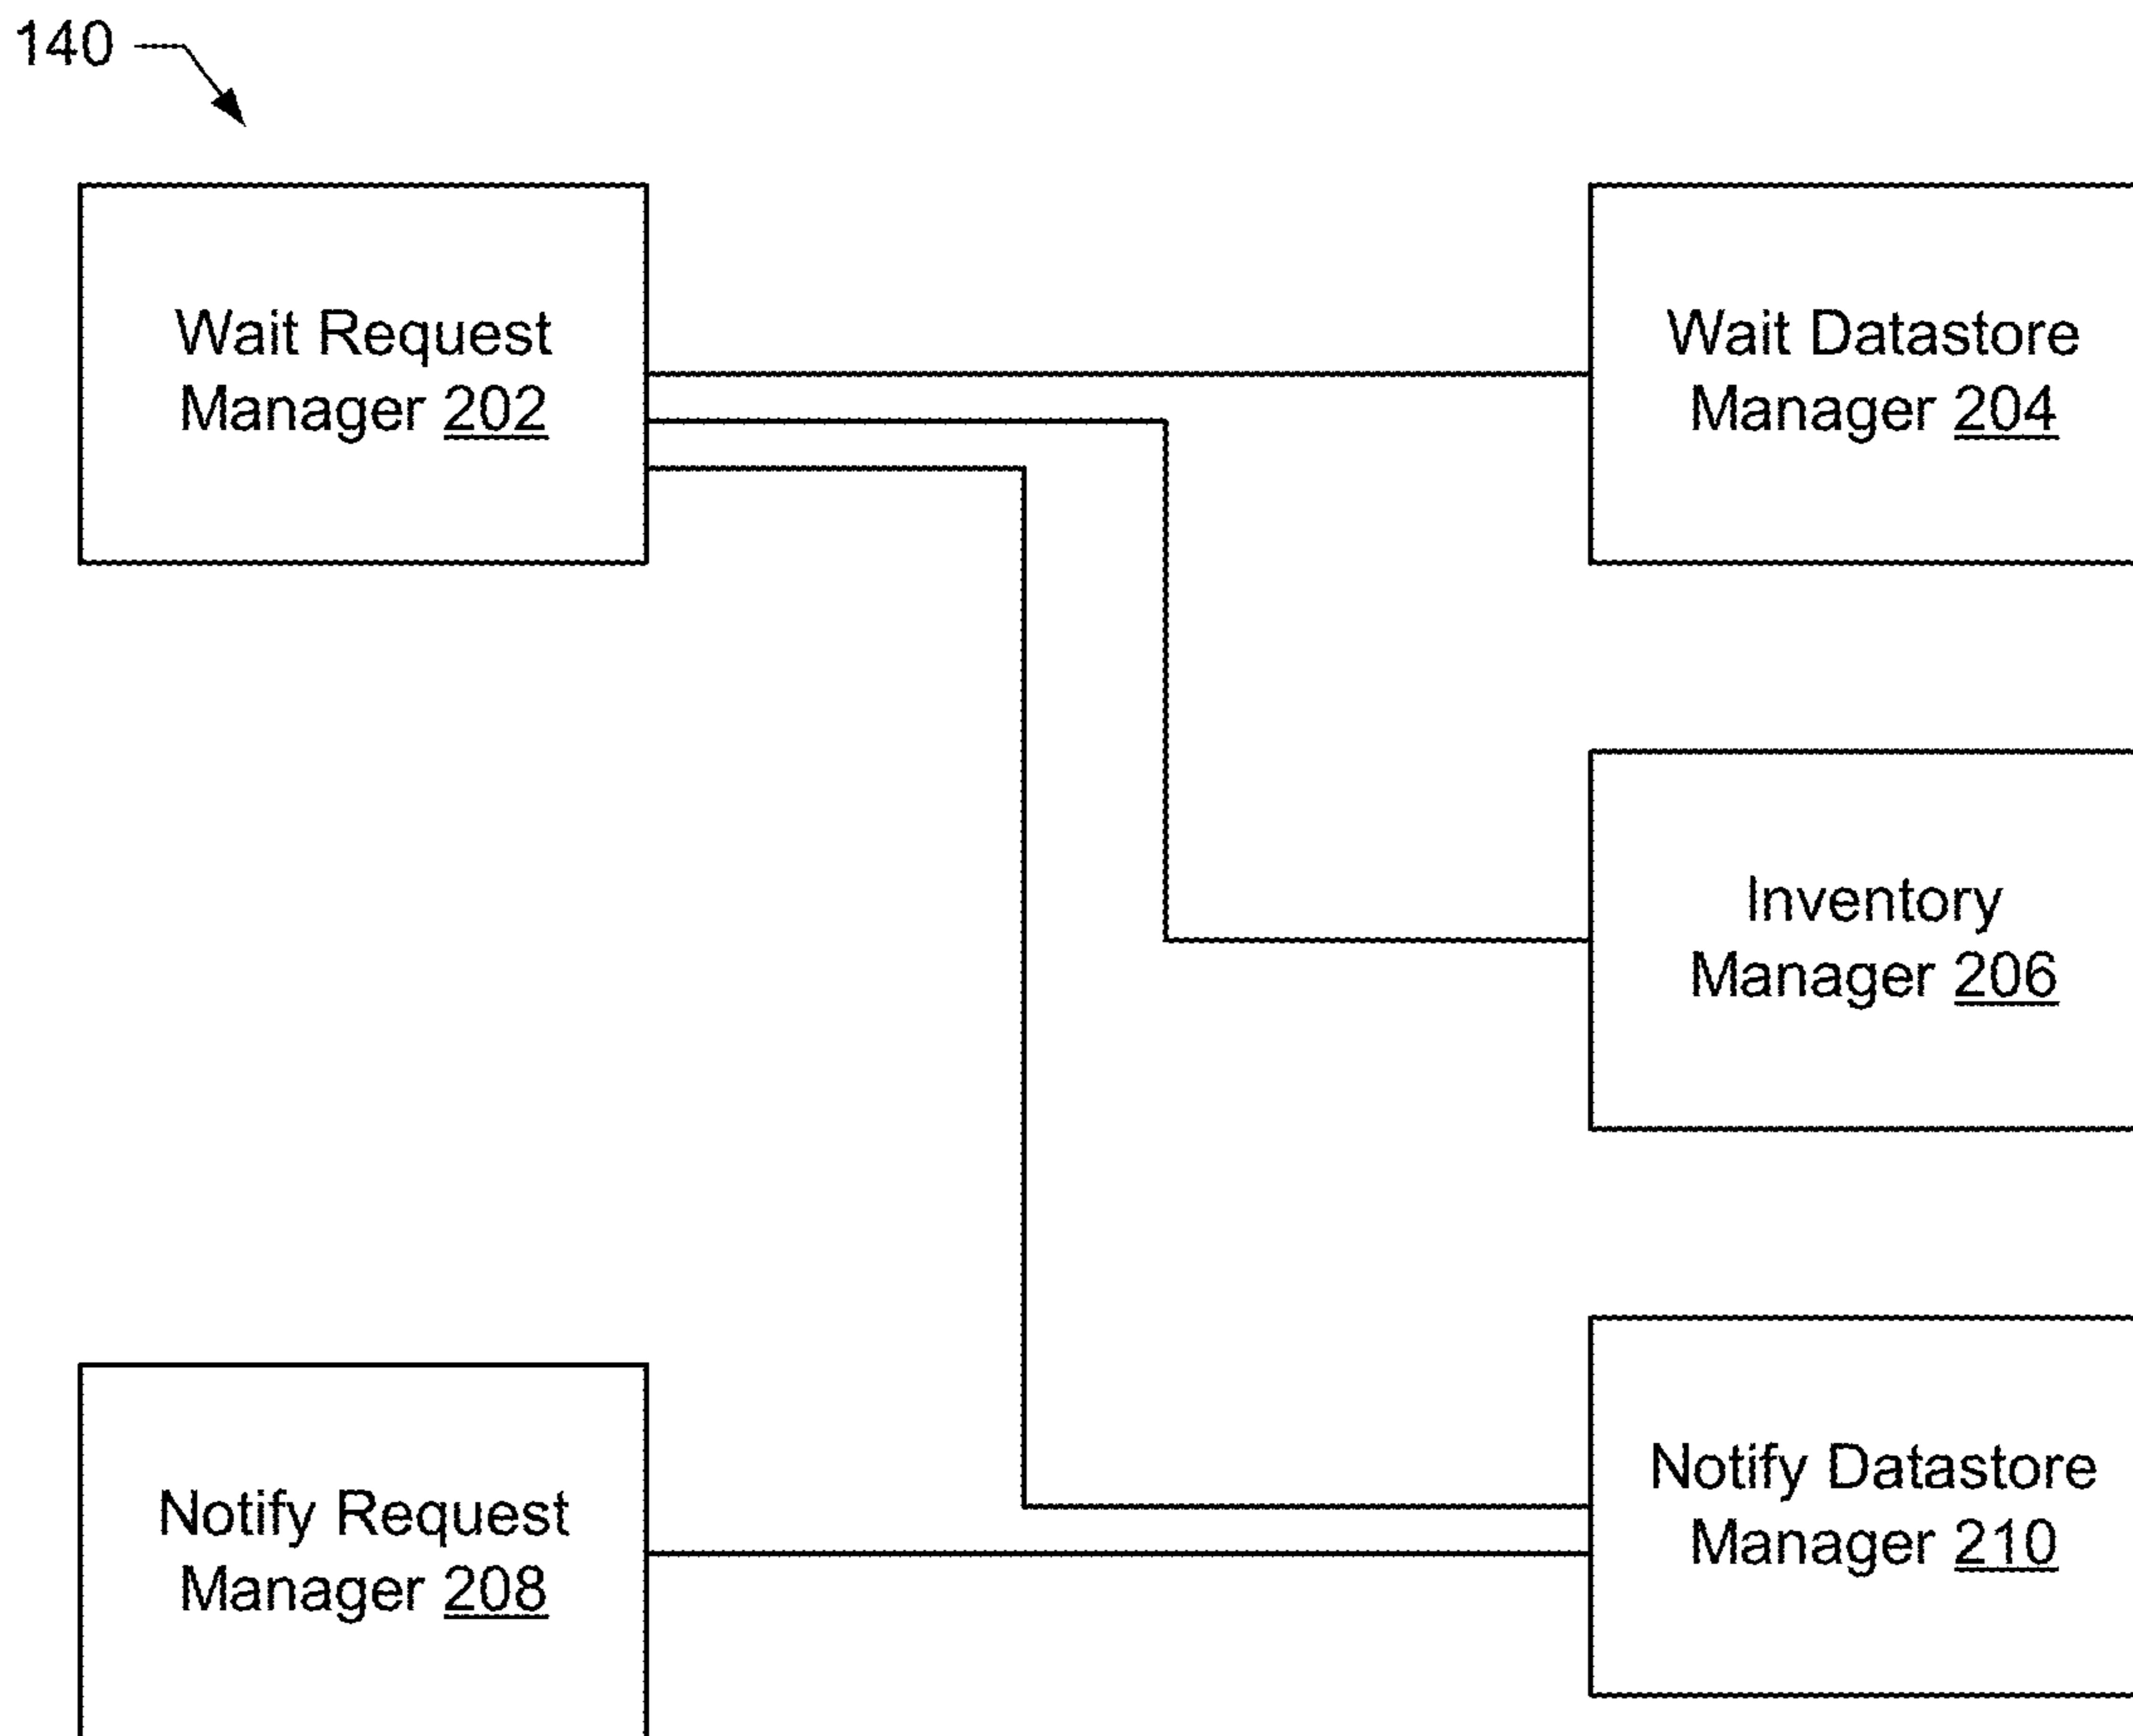 140
Wait Request
Manager 202
Wait Datastore
Manager 204
Inventory
Manager 206
Notify Request
Manager 208
Notify Datastore
Manager 210